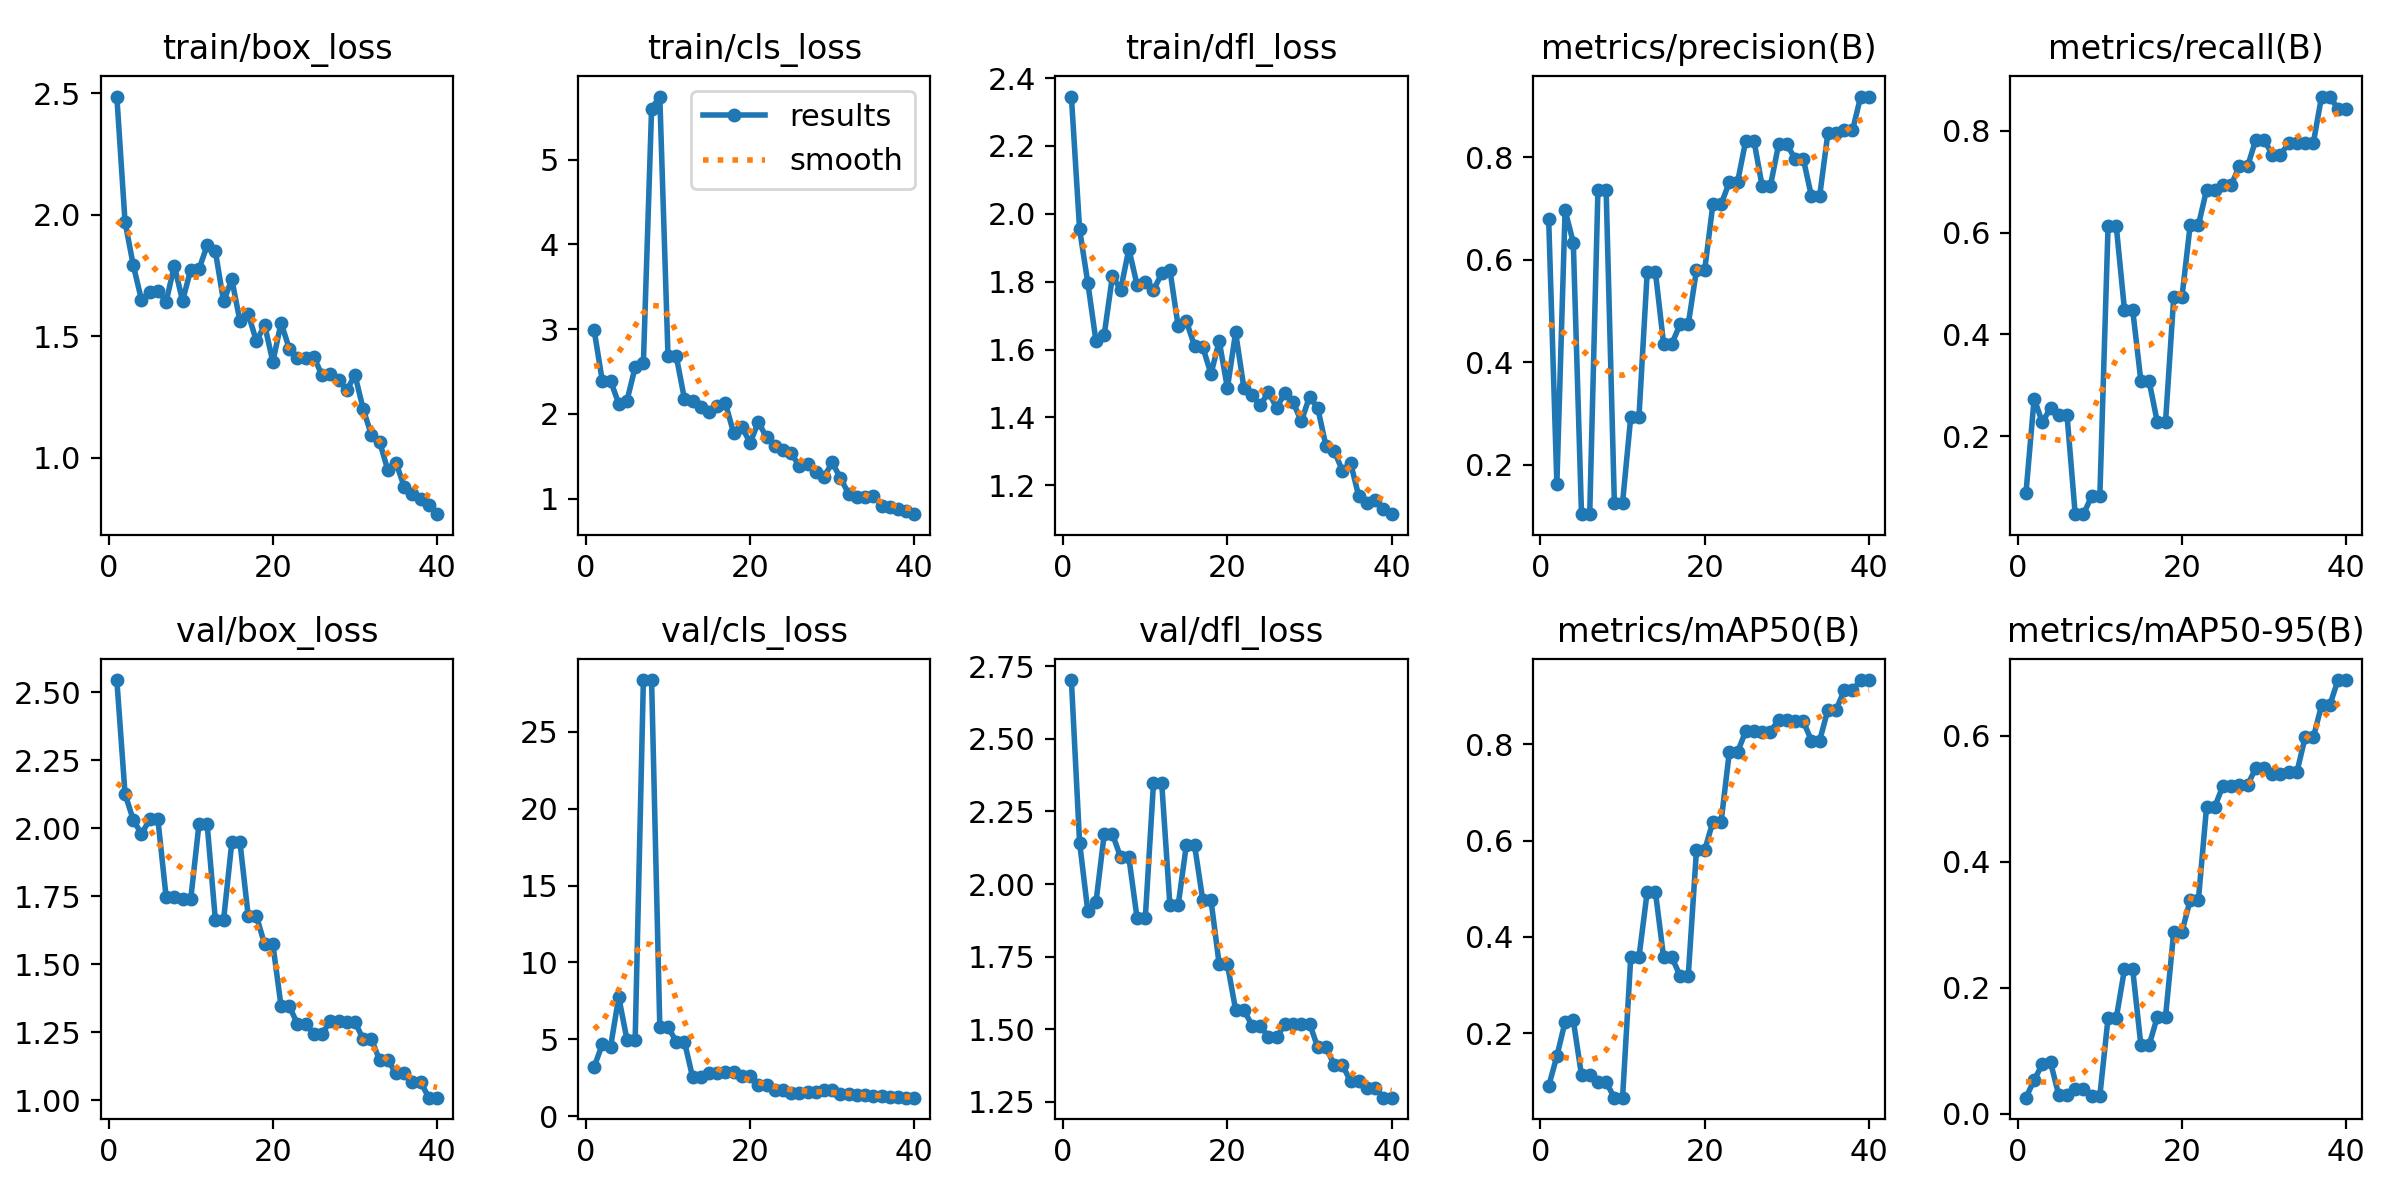 train/box_loss
train/cls_loss
train/dfl_loss
metrics/precision(B)
metrics/recall(B)
2.5
2.0
1.5
1.0
0 20 40
5
4
3
2
1
0 20 40
results
smooth
2.4
2.2
2.0
1.8
1.6
1.4
1.2
0 20 40
0.8
0.6
0.4
0.2
0 20 40
0.8
0.6
0.4
0.2
0 20 40
val/box_loss
val/cls_loss
val/dfl_loss
metrics/mAP50(B)
metrics/mAP50-95(B)
2.50
2.25
2.00
1.75
1.50
1.25
1.00
0 20 40
25
20
15
10
5
0
0 20 40
2.75
2.50
2.25
2.00
1.75
1.50
1.25
0 20 40
0.8
0.6
0.4
0.2
0 20 40
0.6
0.4
0.2
0.0
0 20 40